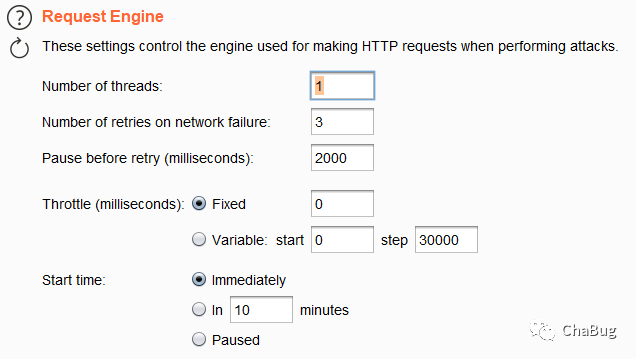 ? Request Engine
These settings control the engine used for making HTTP requests when performing attacks.
Number of threads: 1
Number of retries on network failure: 3
Pause before retry (milliseconds): 2000
Throttle (milliseconds): Fixed 0
Variable: start 0 step 30000
Start time: Immediately
In 10 minutes
Paused
ChaBug